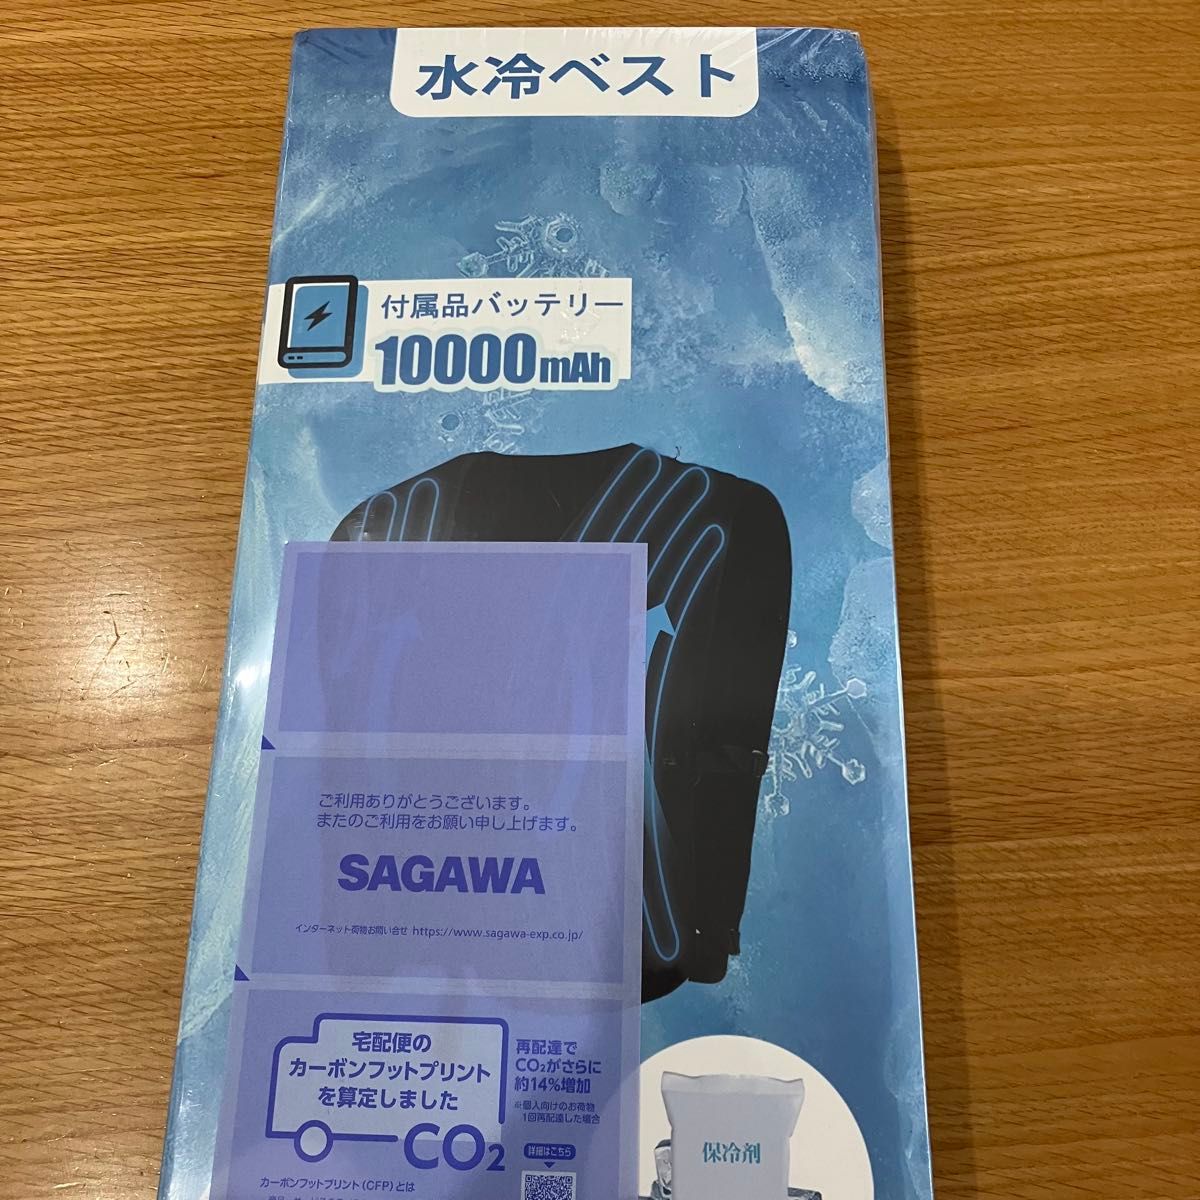 水冷ベスト
付属品バッテリー
10000mAh
ご利用ありがとうございます。
またのご利用をお願い申し上げます。
SAGAWA
インターネット荷物お問い合せ https://www.sagawa-exp.co.jp/
宅配便の
カーボンフットプリント
を算定しました
CO₂
再配達で
CO₂がさらに
約14%増加
※個人向けのお荷物
1回再配達した場合
詳細はこちら
カーボンフットプリント(CFP)とは
保冷剤